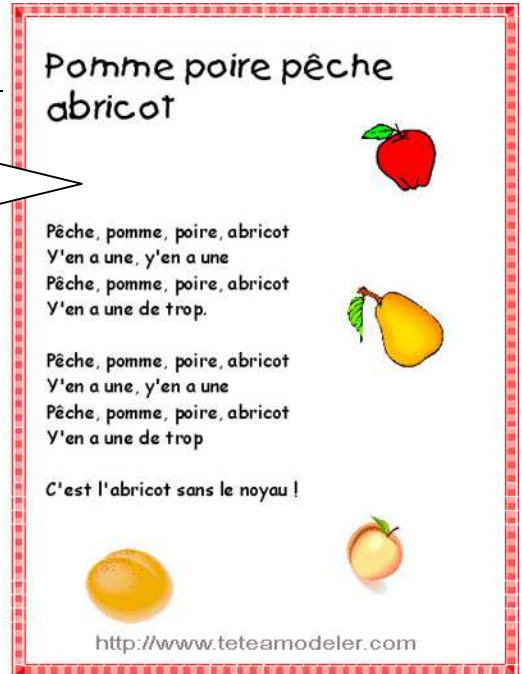 Pomme poire pêche
abricot
Pêche, pomme, poire, abricot
Y'en a une, y'en a une
Pêche, pomme, poire, abricot
Y'en a une de trop.
Pêche, pomme, poire, abricot
Y'en a une, y'en a une
Pêche, pomme, poire, abricot
Y'en a une de trop
C'est l'abricot sans le noyau !
http://www.teteamodeler.com